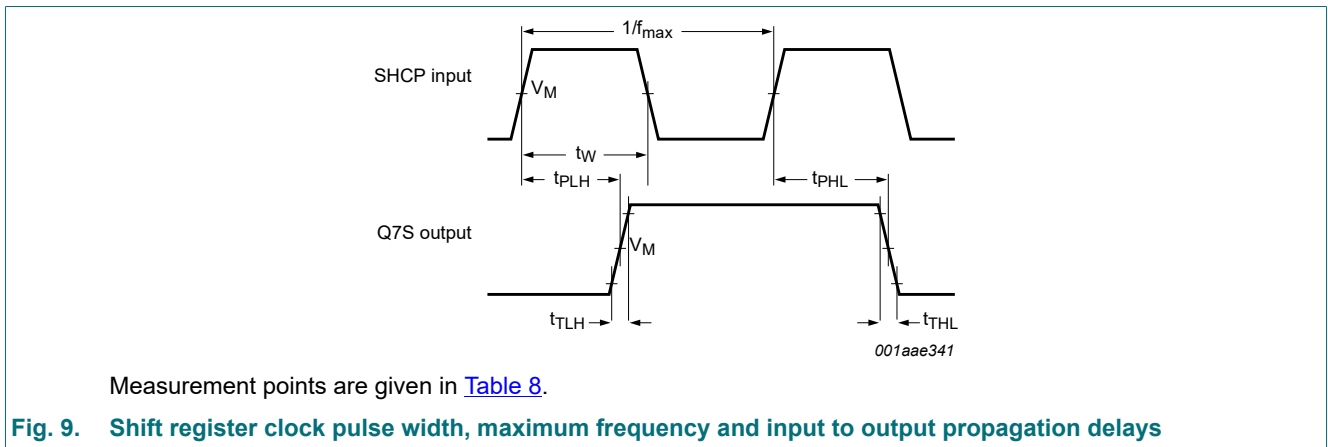 1/fmax
SHCP input
VM
tW
tPLH
tPHL
Q7S output
VM
tTLH
tTHL
001aae341
Measurement points are given in Table 8.
Fig. 9. Shift register clock pulse width, maximum frequency and input to output propagation delays